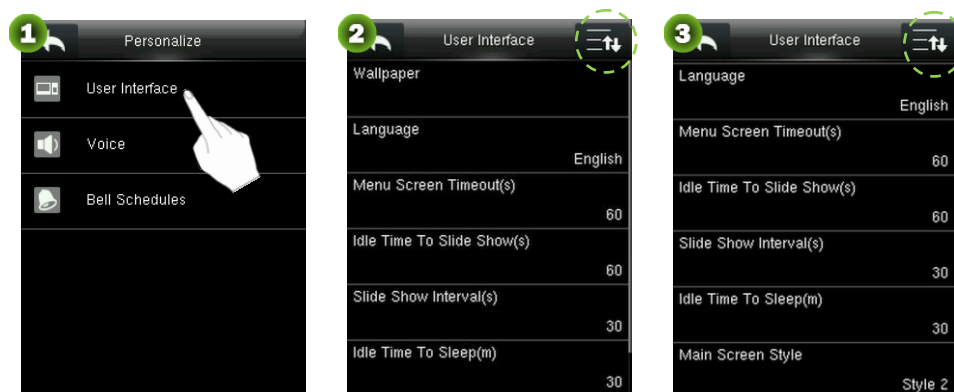 1
Personalize
User Interface
Voice
Bell Schedules
2
User Interface
Wallpaper
Language
English
Menu Screen Timeout(s)
60
Idle Time To Slide Show(s)
60
Slide Show Interval(s)
30
Idle Time To Sleep(m)
30
3
User Interface
Language
English
Menu Screen Timeout(s)
60
Idle Time To Slide Show(s)
60
Slide Show Interval(s)
30
Idle Time To Sleep(m)
30
Main Screen Style
Style 2